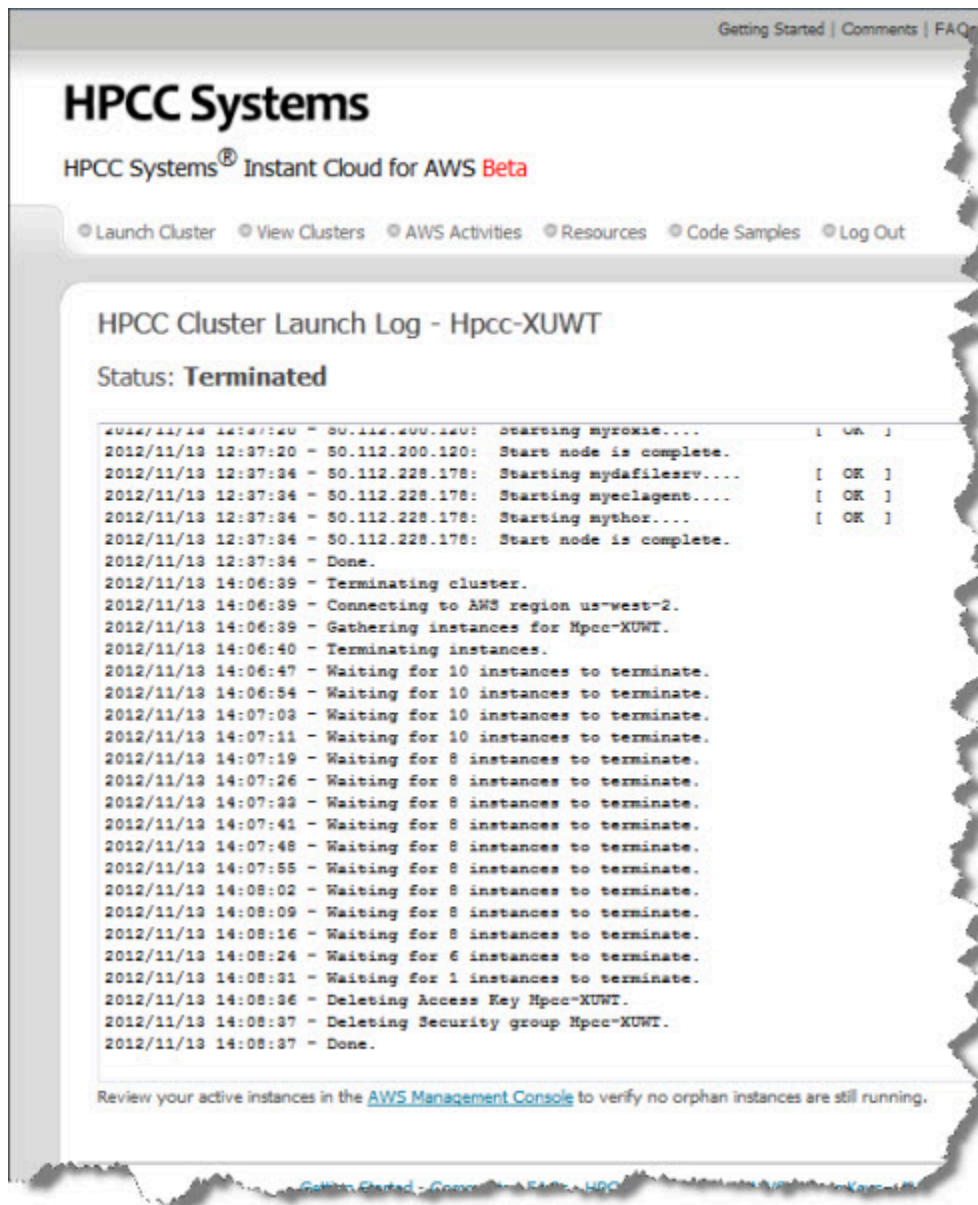 Getting Started | Comments | FAQs
HPCC Systems
HPCC Systems® Instant Cloud for AWS Beta
Launch Cluster View Clusters AWS Activities Resources Code Samples Log Out
HPCC Cluster Launch Log - Hpcc-XUWT
Status: Terminated
2012/11/13 12:37:20 - 50.112.200.120: Starting myroxie.... [ OK ]
2012/11/13 12:37:20 - 50.112.200.120: Start node is complete.
2012/11/13 12:37:34 - 50.112.228.178: Starting mydafilesrv.... [ OK ]
2012/11/13 12:37:34 - 50.112.228.178: Starting myeclagent.... [ OK ]
2012/11/13 12:37:34 - 50.112.228.178: Starting mythor.... [ OK ]
2012/11/13 12:37:34 - 50.112.228.178: Start node is complete.
2012/11/13 12:37:34 - Done.
2012/11/13 14:06:39 - Terminating cluster.
2012/11/13 14:06:39 - Connecting to AWS region us-west-2.
2012/11/13 14:06:39 - Gathering instances for Hpcc-XUWT.
2012/11/13 14:06:40 - Terminating instances.
2012/11/13 14:06:47 - Waiting for 10 instances to terminate.
2012/11/13 14:06:54 - Waiting for 10 instances to terminate.
2012/11/13 14:07:03 - Waiting for 10 instances to terminate.
2012/11/13 14:07:11 - Waiting for 10 instances to terminate.
2012/11/13 14:07:19 - Waiting for 8 instances to terminate.
2012/11/13 14:07:26 - Waiting for 8 instances to terminate.
2012/11/13 14:07:33 - Waiting for 8 instances to terminate.
2012/11/13 14:07:41 - Waiting for 8 instances to terminate.
2012/11/13 14:07:48 - Waiting for 8 instances to terminate.
2012/11/13 14:07:55 - Waiting for 8 instances to terminate.
2012/11/13 14:08:02 - Waiting for 8 instances to terminate.
2012/11/13 14:08:09 - Waiting for 8 instances to terminate.
2012/11/13 14:08:16 - Waiting for 8 instances to terminate.
2012/11/13 14:08:24 - Waiting for 6 instances to terminate.
2012/11/13 14:08:31 - Waiting for 1 instances to terminate.
2012/11/13 14:08:36 - Deleting Access Key Hpcc-XUWT.
2012/11/13 14:08:37 - Deleting Security group Hpcc-XUWT.
2012/11/13 14:08:37 - Done.
Review your active instances in the AWS Management Console to verify no orphan instances are still running.